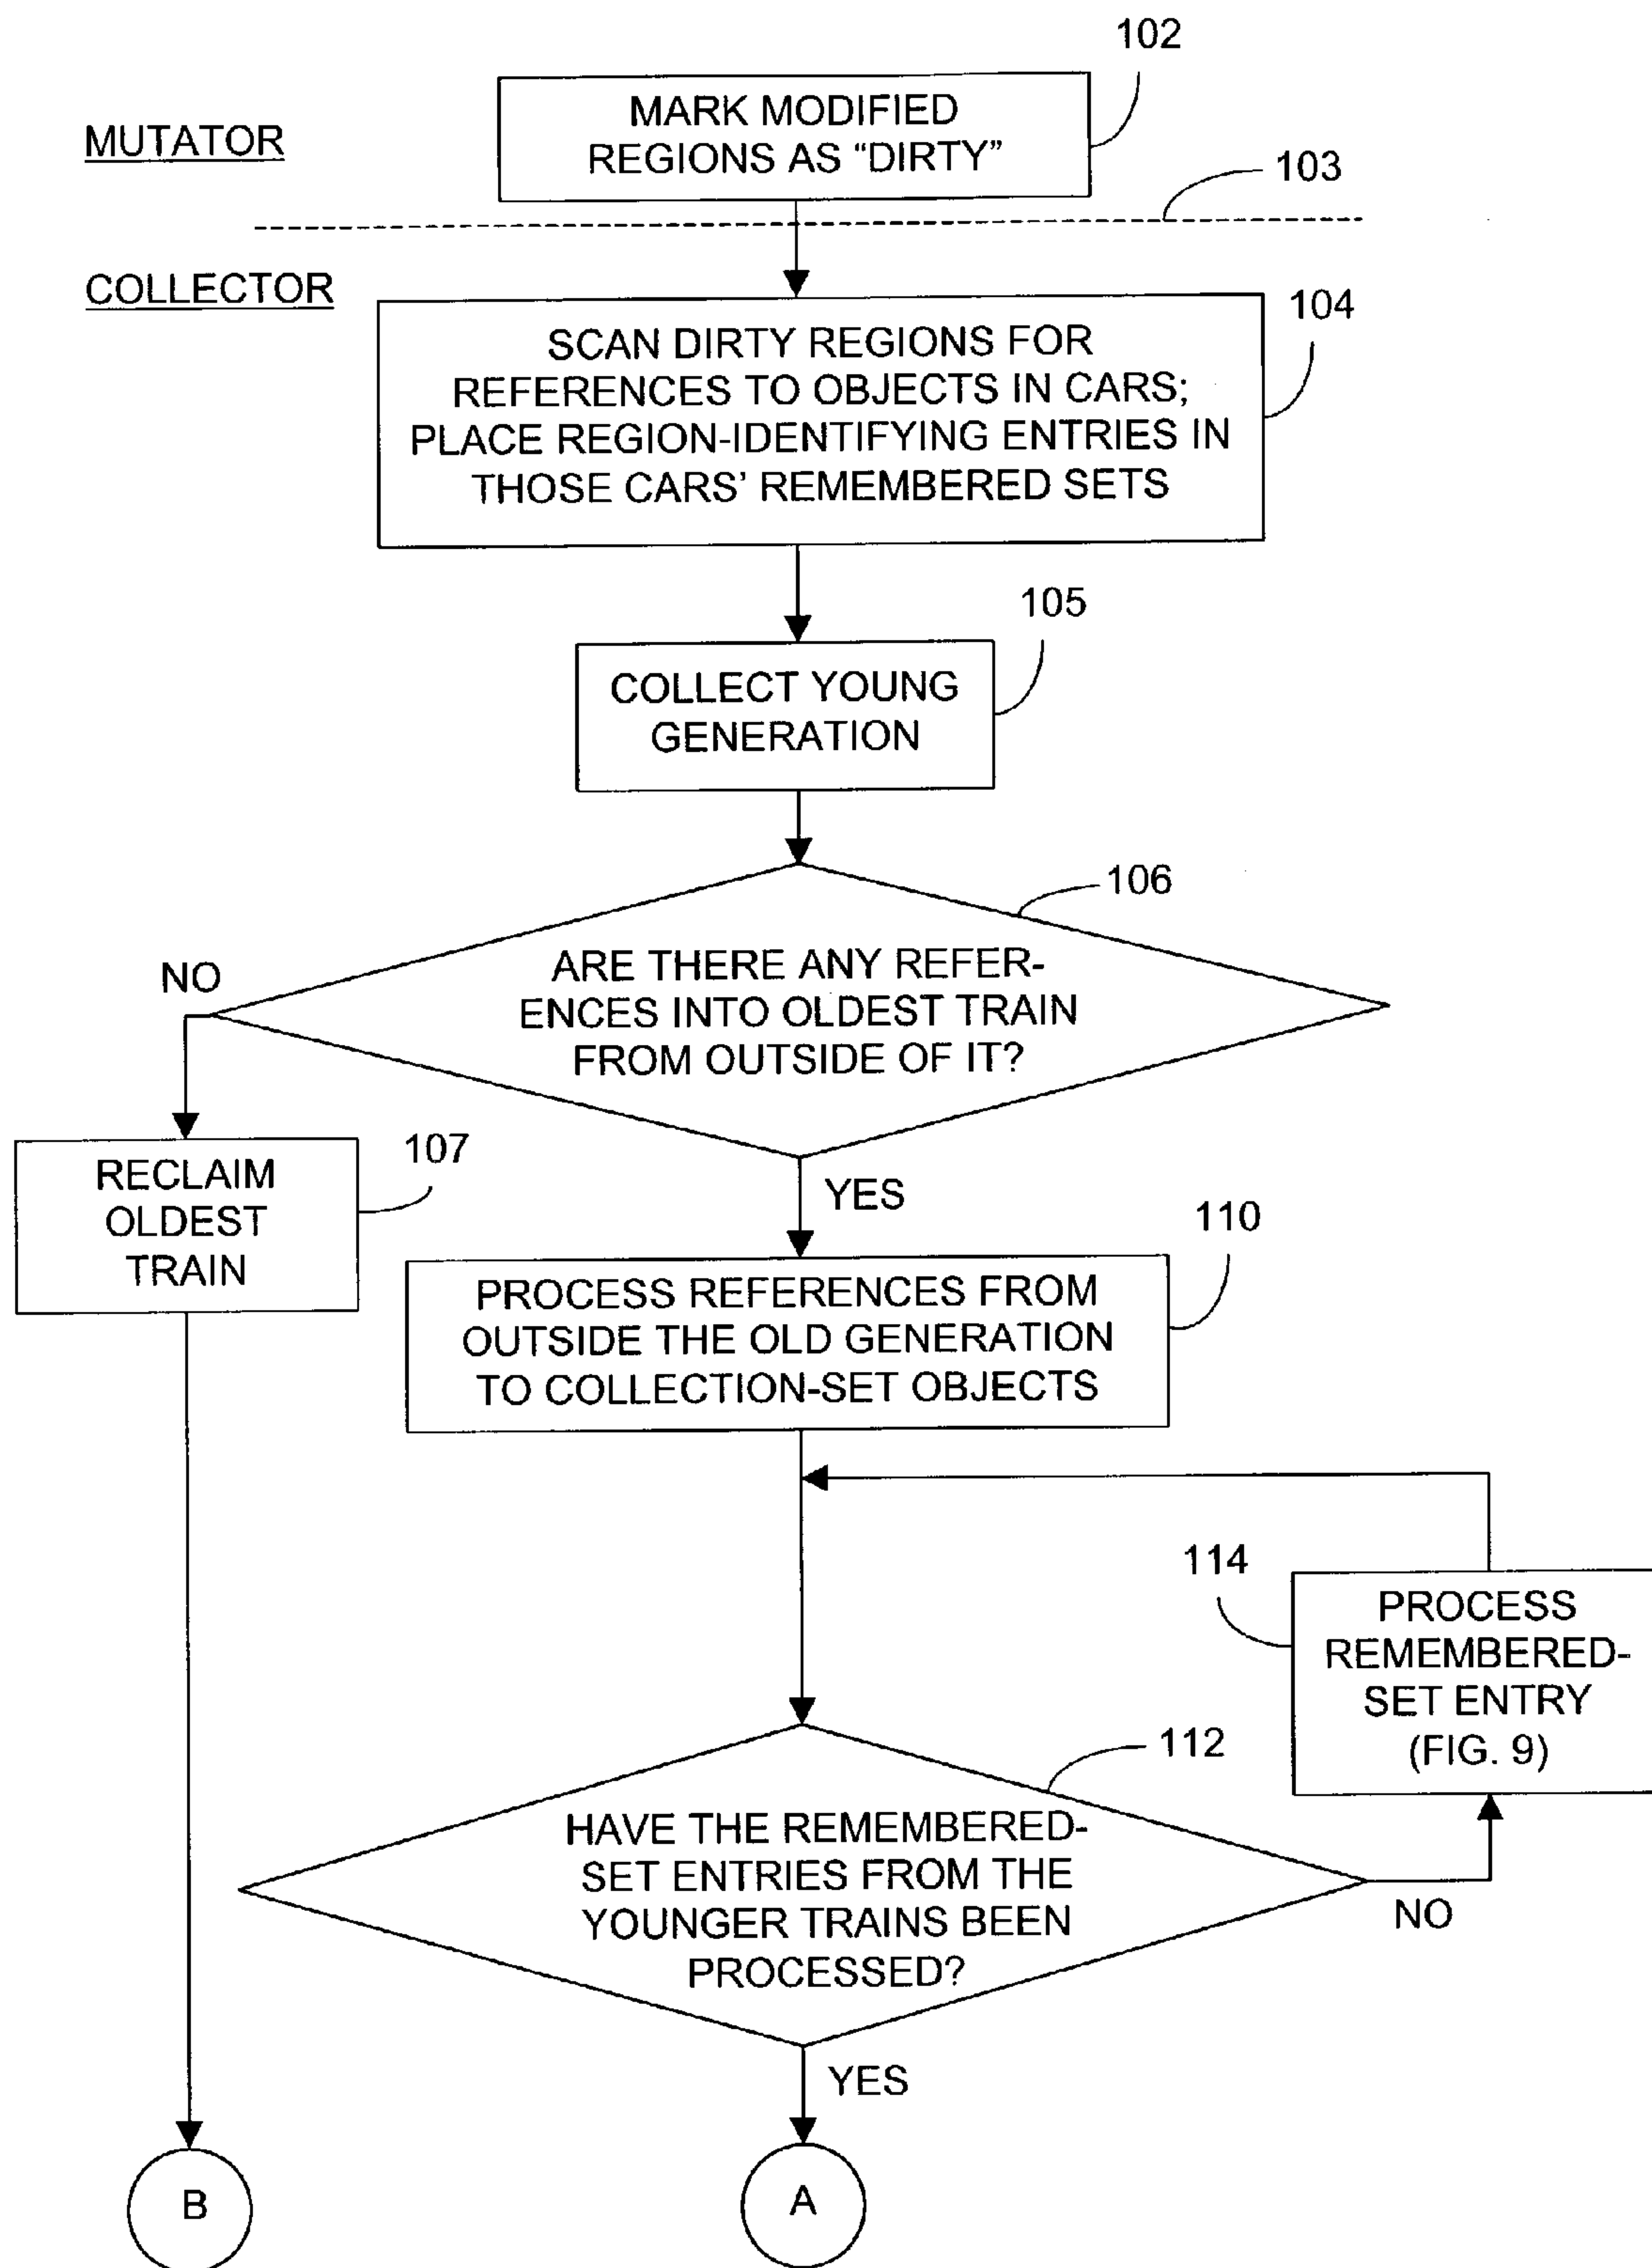 102
MARK MODIFIED
REGIONS AS “DIRTY”
MUTATOR
103
COLLECTOR
104
SCAN DIRTY REGIONS FOR
REFERENCES TO OBJECTS IN CARS;
PLACE REGION-IDENTIFYING ENTRIES IN
THOSE CARS’ REMEMBERED SETS
105
COLLECT YOUNG
GENERATION
106
ARE THERE ANY REFER-
ENCES INTO OLDEST TRAIN
FROM OUTSIDE OF IT?
NO
107
RECLAIM
OLDEST
TRAIN
YES
110
PROCESS REFERENCES FROM
OUTSIDE THE OLD GENERATION
TO COLLECTION-SET OBJECTS
114
PROCESS
REMEMBERED-
SET ENTRY
(FIG. 9)
112
HAVE THE REMEMBERED-
SET ENTRIES FROM THE
YOUNGER TRAINS BEEN
PROCESSED?
NO
YES
B
A